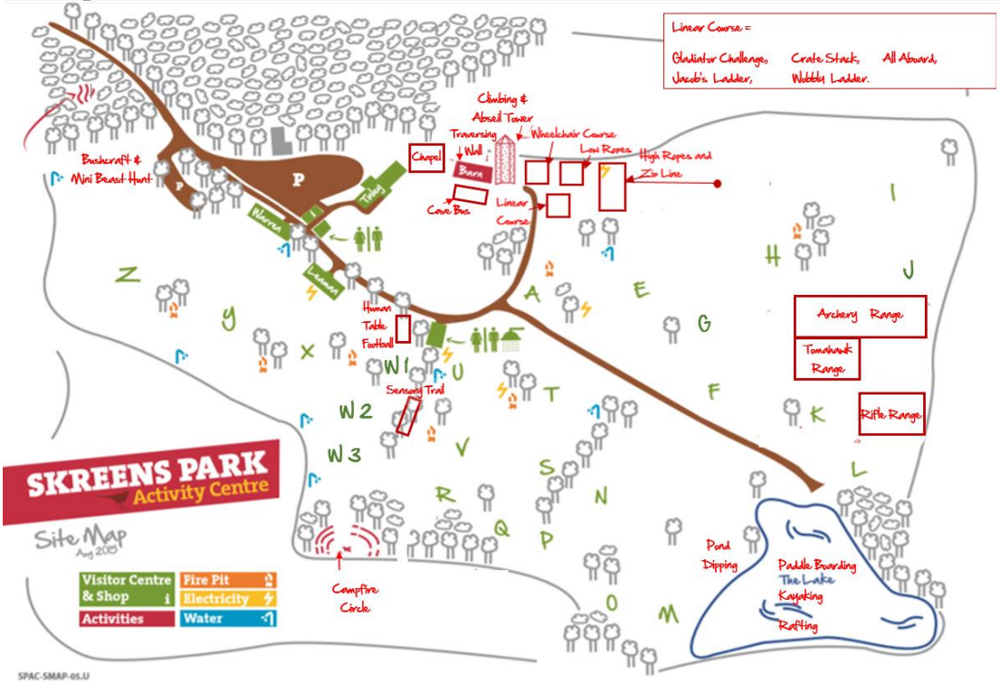 Linear Course =
Gladiator Challenge, Crate Stack, All Aboard,
Jacob's Ladder, Wobbly Ladder.
Climbing &
Abseil Tower
Traversing
Wall
Wheelchair Course
Low Ropes
High Ropes and
Zip Line
Chapel
Barn
Cave Bus
Linear
Course
Bushcraft &
Mini Beast Hunt
P
P
Tidy
i
Warren
Leaman
Human
Table
Football
Sensory Trail
I
H
J
Z
Y
X
A
E
G
W1
U
T
F
K
W2
W3
V
S
N
R
Q
P
O
M
L
Archery Range
Tomahawk
Range
Rifle Range
SKREENS PARK
Activity Centre
Site Map
Aug 2015
Visitor Centre
& Shop i
Fire Pit
Electricity
Activities
Water
Campfire
Circle
Pond
Dipping
Paddle Boarding
The Lake
Kayaking
Rafting
SPAC-SMAP-05.U